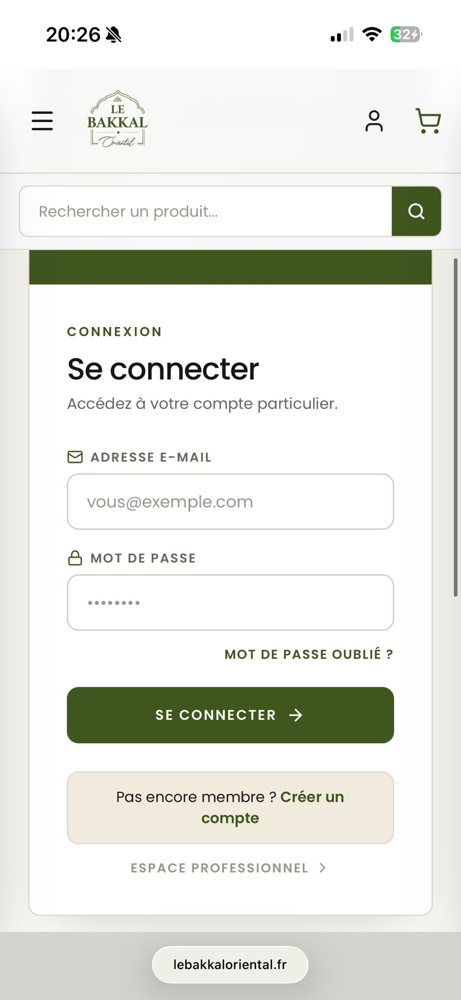 20:26
32
LE
BAKKAL
Oriental
Rechercher un produit...
CONNEXION
Se connecter
Accédez à votre compte particulier.
ADRESSE E-MAIL
vous@exemple.com
MOT DE PASSE
••••••••
MOT DE PASSE OUBLIÉ ?
SE CONNECTER →
Pas encore membre ? Créer un
compte
ESPACE PROFESSIONNEL >
lebakkaloriental.fr